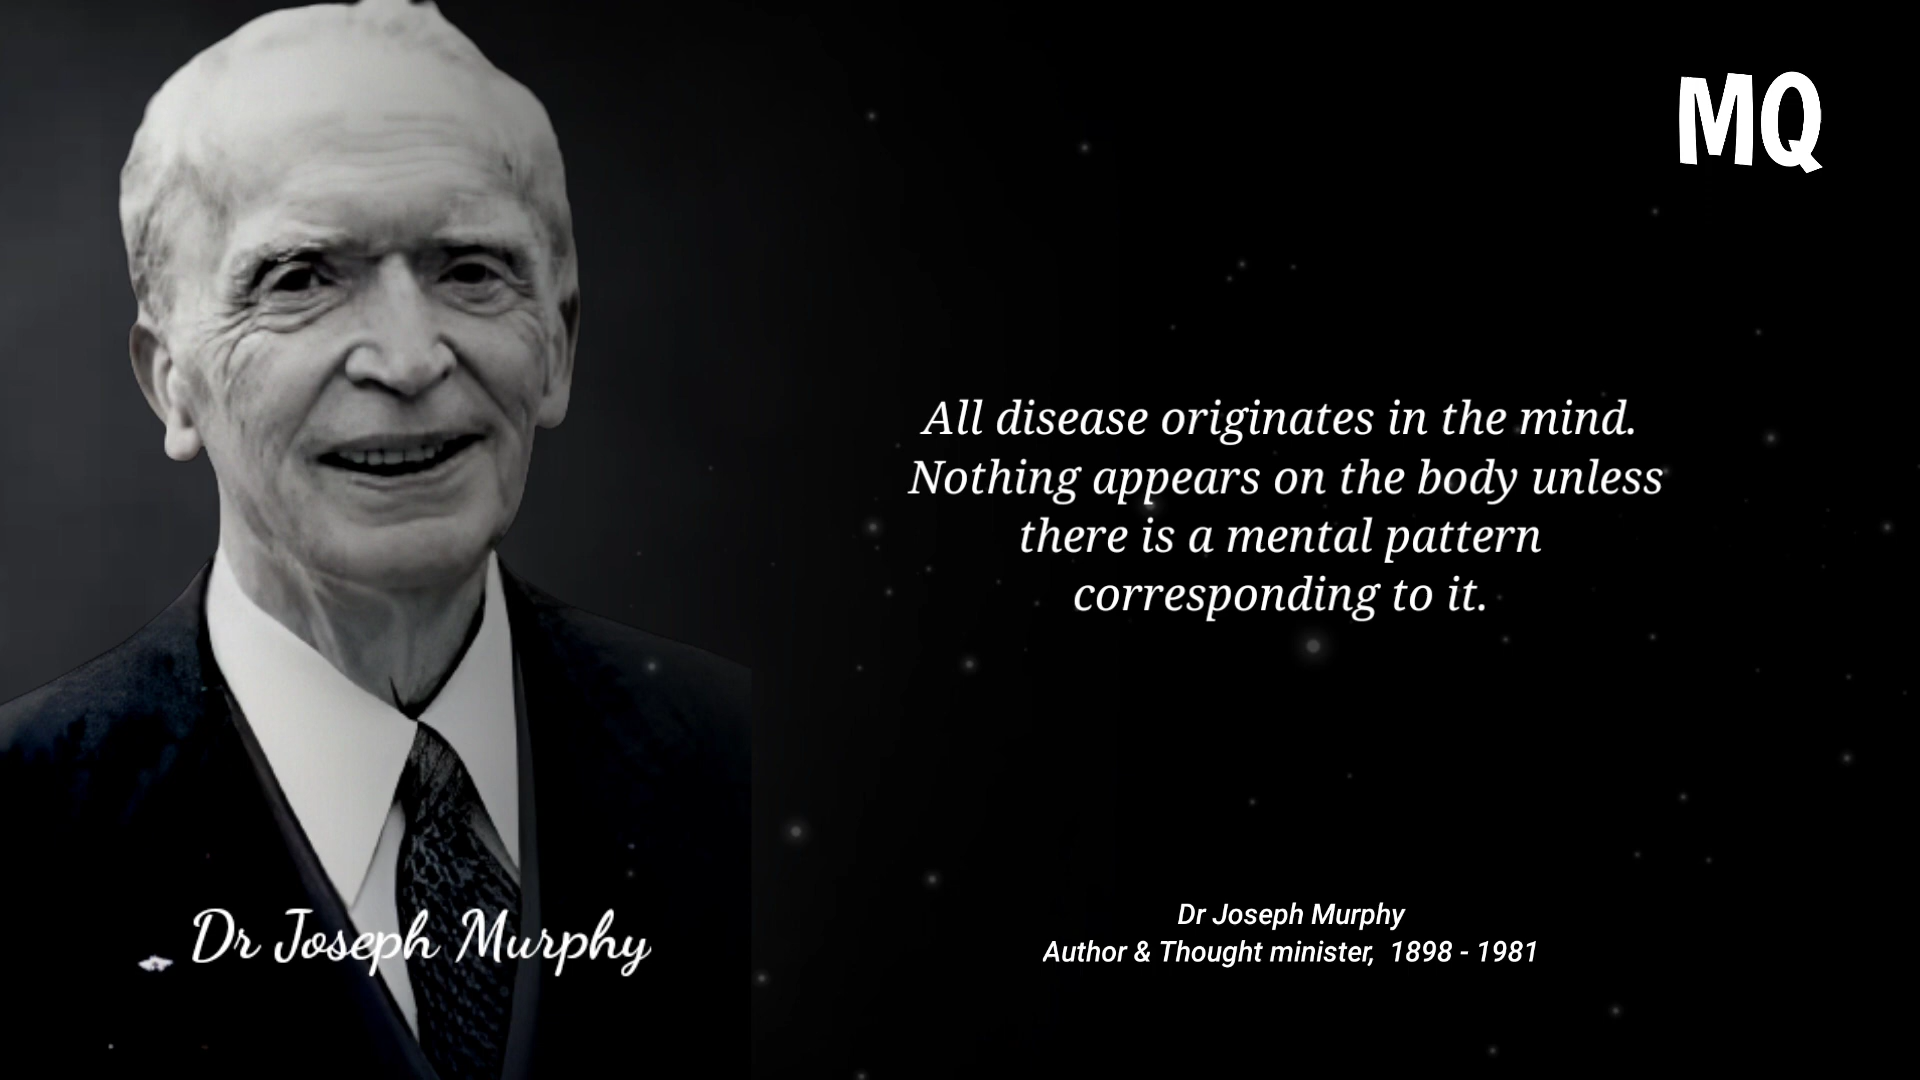 MQ
All disease originates in the mind.
Nothing appears on the body unless
there is a mental pattern
corresponding to it.
Dr Joseph Murphy
Dr Joseph Murphy
Author & Thought minister,  1898 - 1981